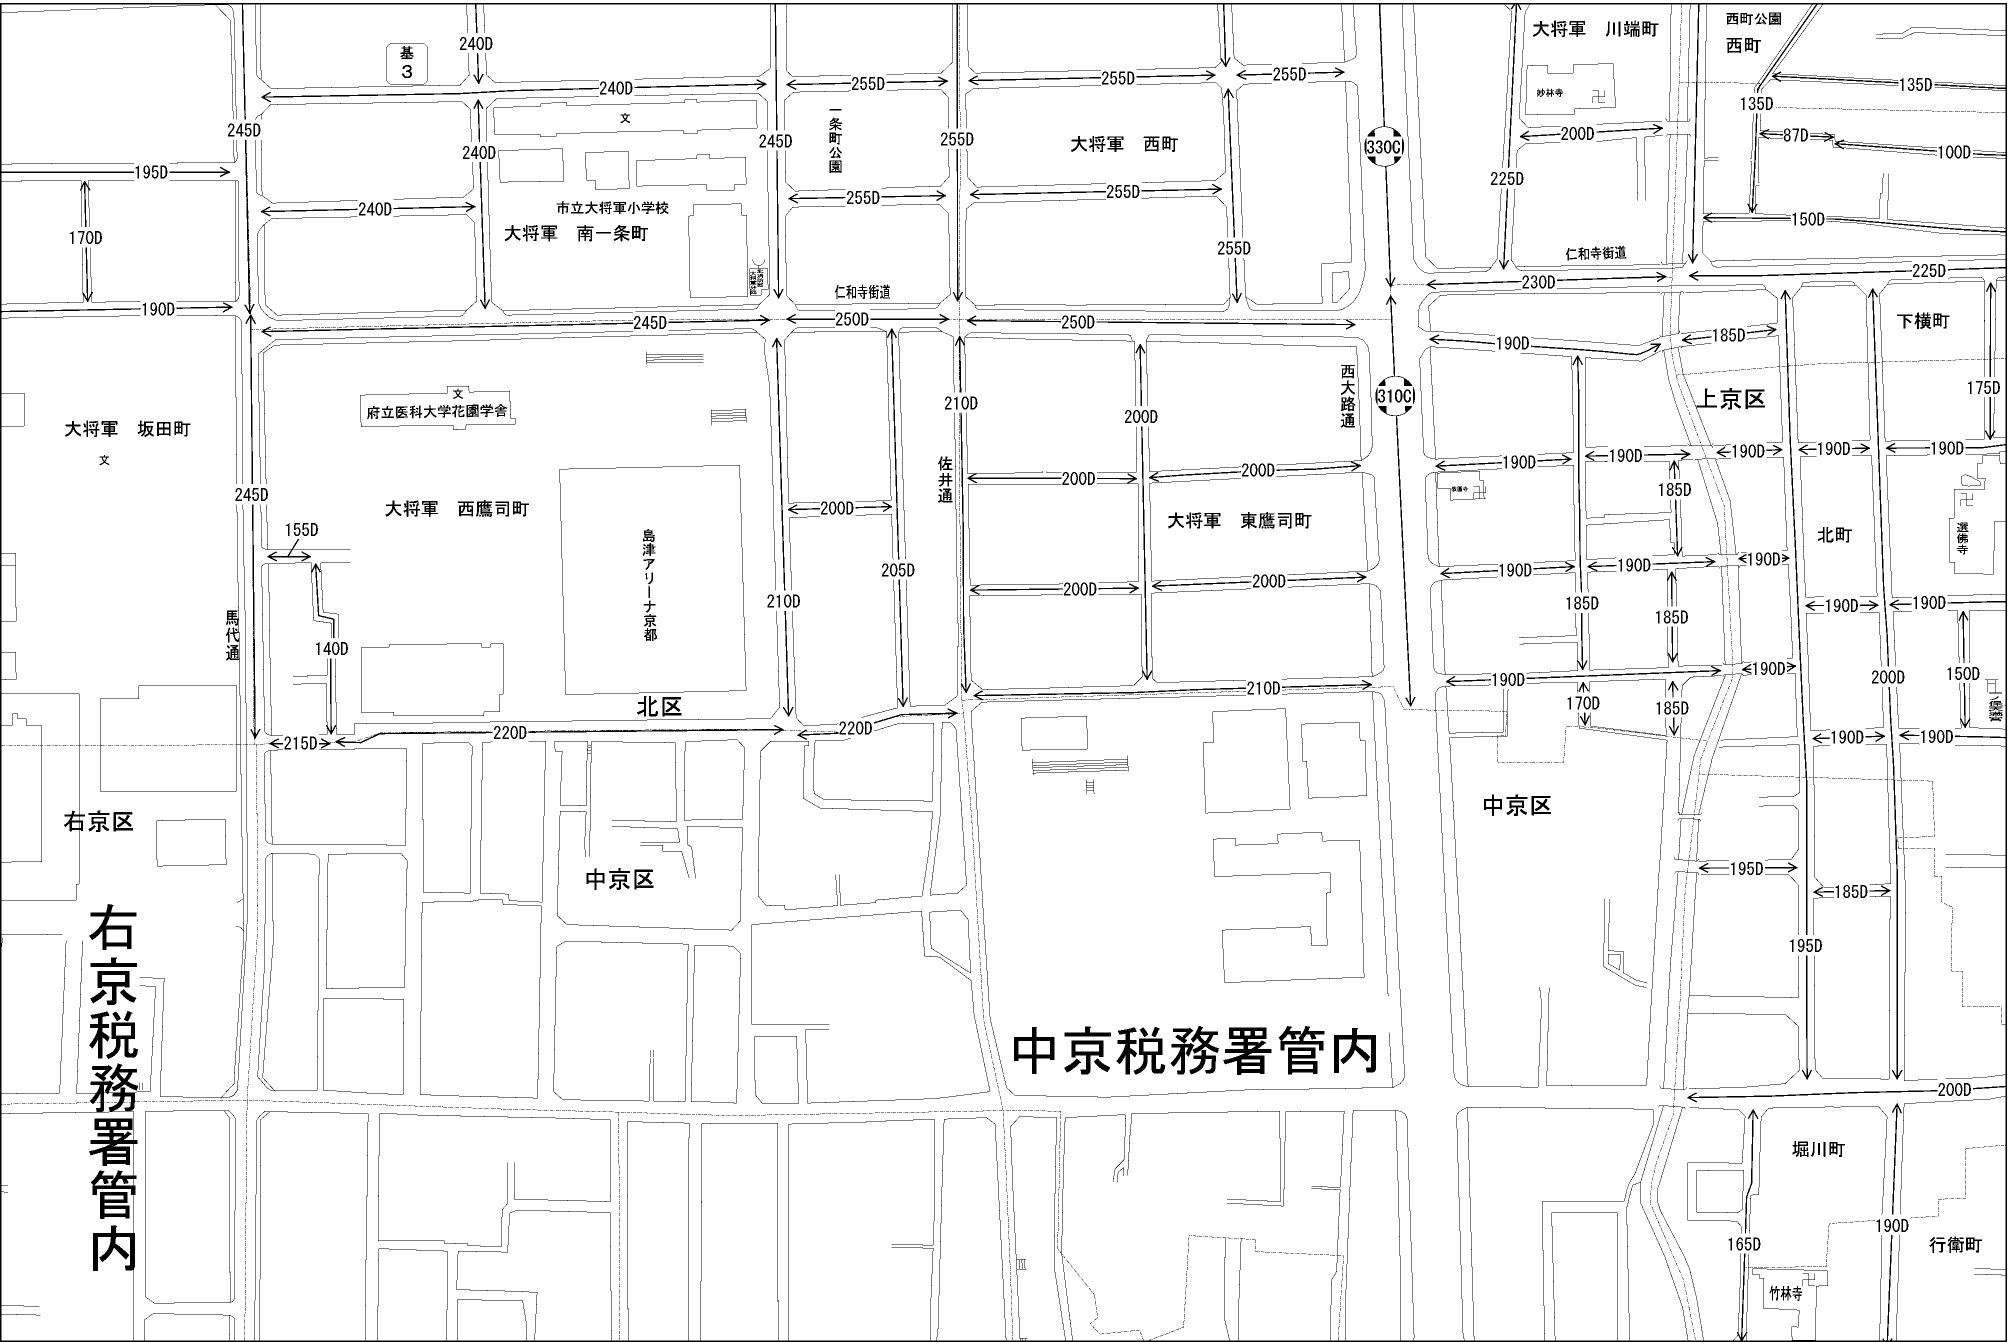 240D
基
3
大将軍 川端町
西町公園
西町
240D
255D
255D
255D
135D
妙林寺
135D
245D
240D
文
245D
一条町公園
255D
大将軍 西町
330C
200D
87D
100D
195D
240D
市立大将軍小学校
大将軍 南一条町
255D
255D
225D
150D
170D
255D
仁和寺街道
225D
190D
仁和寺街道
230D
245D
250D
250D
190D
185D
下横町
大将軍 坂田町
文
文
府立医科大学花園学舎
210D
200D
西大路通
310C
上京区
175D
245D
大将軍 西鷹司町
佐井通
200D
200D
190D
190D
190D
190D
190D
185D
155D
島津アリーナ京都
200D
大将軍 東鷹司町
北町
選佛寺
205D
200D
200D
190D
190D
190D
馬代通
140D
210D
185D
185D
190D
190D
北区
210D
190D
190D
170D
185D
200D
150D
215D
220D
220D
190D
190D
右京区
中京区
中京区
195D
185D
195D
右京税務署管内
中京税務署管内
200D
堀川町
190D
165D
行衛町
竹林寺